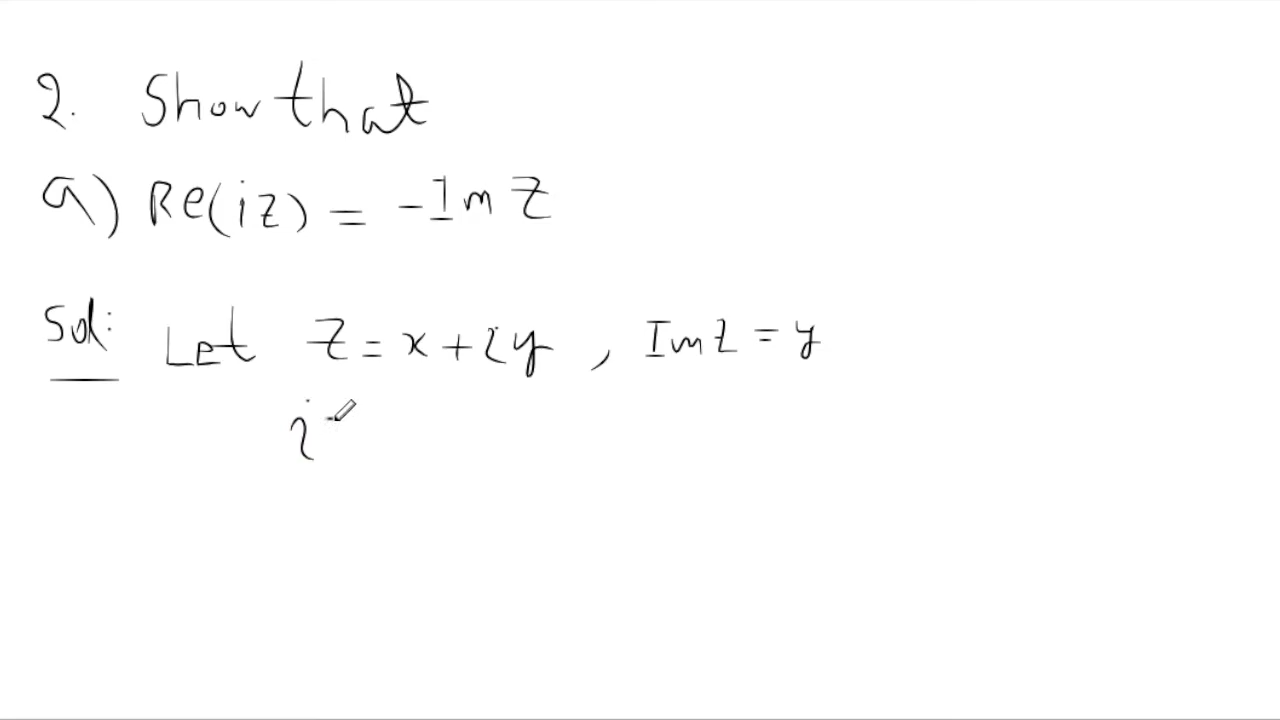 2. Show that
a) Re(iz) = -Im z
Sol: Let z = x + iy , Im z = y
i